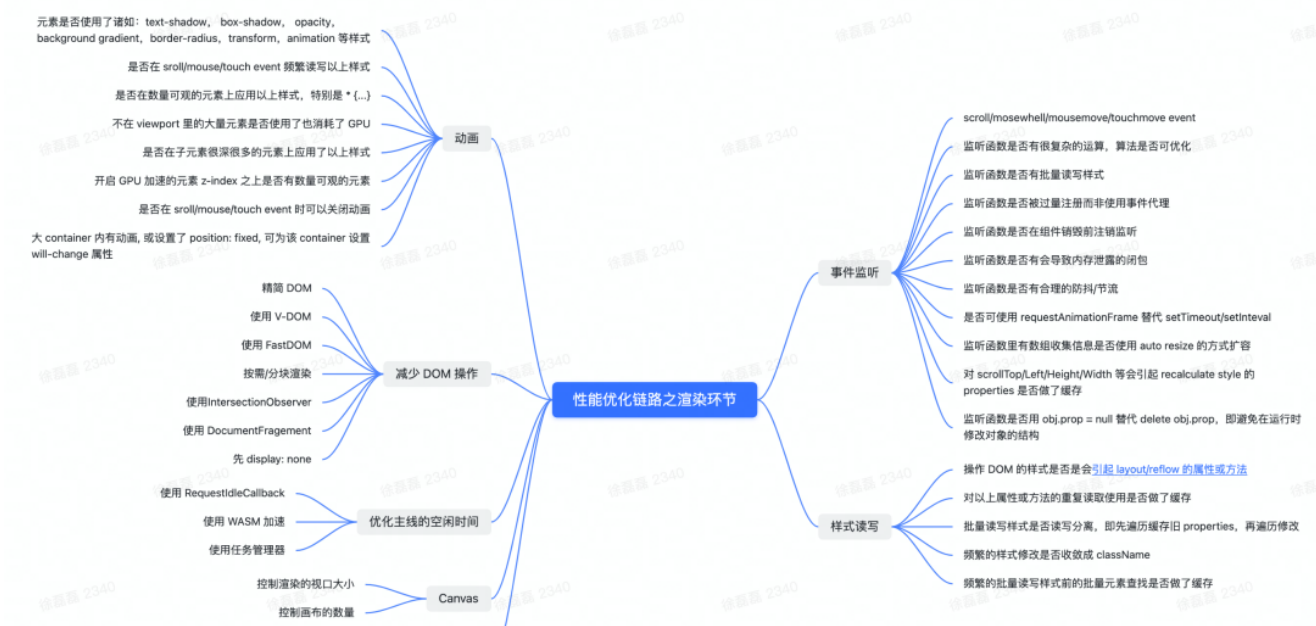 性能优化链路之渲染环节
动画
元素是否使用了诸如：text-shadow， box-shadow， opacity，
background gradient，border-radius，transform，animation 等样式
是否在 sroll/mouse/touch event 频繁读写以上样式
是否在数量可观的元素上应用以上样式，特别是 * {...}
不在 viewport 里的大量元素是否使用了也消耗了 GPU
是否在子元素很深很多的元素上应用了以上样式
开启 GPU 加速的元素 z-index 之上是否有数量可观的元素
是否在 sroll/mouse/touch event 时可以关闭动画
大 container 内有动画, 或设置了 position: fixed, 可为该 container 设置
will-change 属性
减少 DOM 操作
精简 DOM
使用 V-DOM
使用 FastDOM
按需/分块渲染
使用IntersectionObserver
使用 DocumentFragement
先 display: none
优化主线的空闲时间
使用 RequestIdleCallback
使用 WASM 加速
使用任务管理器
Canvas
控制渲染的视口大小
控制画布的数量
事件监听
scroll/mosewhell/mousemove/touchmove event
监听函数是否有很复杂的运算，算法是否可优化
监听函数是否有批量读写样式
监听函数是否被过量注册而非使用事件代理
监听函数是否在组件销毁前注销监听
监听函数是否有会导致内存泄露的闭包
监听函数是否有合理的防抖/节流
是否可使用 requestAnimationFrame 替代 setTimeout/setInteval
监听函数里有数组收集信息是否使用 auto resize 的方式扩容
对 scrollTop/Left/Height/Width 等会引起 recalculate style 的
properties 是否做了缓存
监听函数是否用 obj.prop = null 替代 delete obj.prop，即避免在运行时
修改对象的结构
样式读写
操作 DOM 的样式是否是会引起 layout/reflow 的属性或方法
对以上属性或方法的重复读取使用是否做了缓存
批量读写样式是否读写分离，即先遍历缓存旧 properties，再遍历修改
频繁的样式修改是否收敛成 className
频繁的批量读写样式前的批量元素查找是否做了缓存
徐磊磊 2340